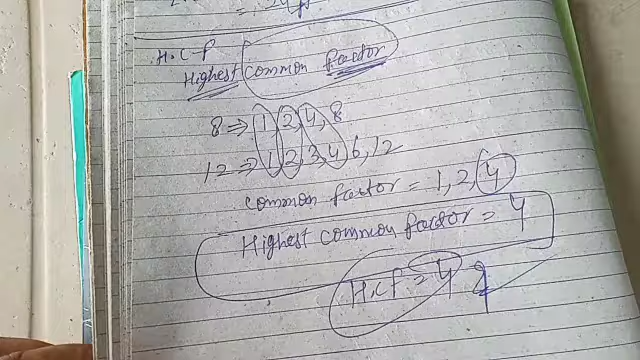 H.C.F
Highest common factor
8 ⇒ 1, 2, 4, 8
12 ⇒ 1, 2, 3, 4, 6, 12
common factor = 1, 2, 4
Highest common factor = 4
H.C.F = 4